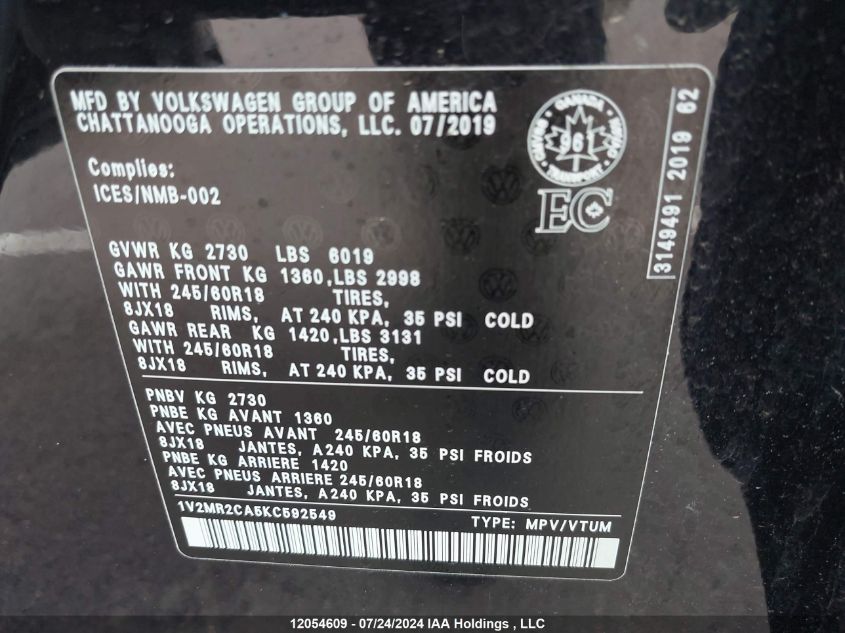 MFD BY VOLKSWAGEN GROUP OF AMERICA
CHATTANOOGA OPERATIONS, LLC. 07/2019
Complies:
ICES/NMB-002
CANADA
961
TRANSPORT
EC
3149491 2019 62
GVWR KG 2730 LBS 6019
GAWR FRONT KG 1360,LBS 2998
WITH 245/60R18 TIRES,
8JX18 RIMS, AT 240 KPA, 35 PSI COLD
GAWR REAR KG 1420,LBS 3131
WITH 245/60R18 TIRES,
8JX18 RIMS, AT 240 KPA, 35 PSI COLD
PNBV KG 2730
PNBE KG AVANT 1360
AVEC PNEUS AVANT 245/60R18
8JX18 JANTES, A 240 KPA, 35 PSI FROIDS
PNBE KG ARRIERE 1420
AVEC PNEUS ARRIERE 245/60R18
8JX18 JANTES, A 240 KPA, 35 PSI FROIDS
1V2MR2CA5KC592549 TYPE: MPV/VTUM
12054609 - 07/24/2024 IAA Holdings , LLC